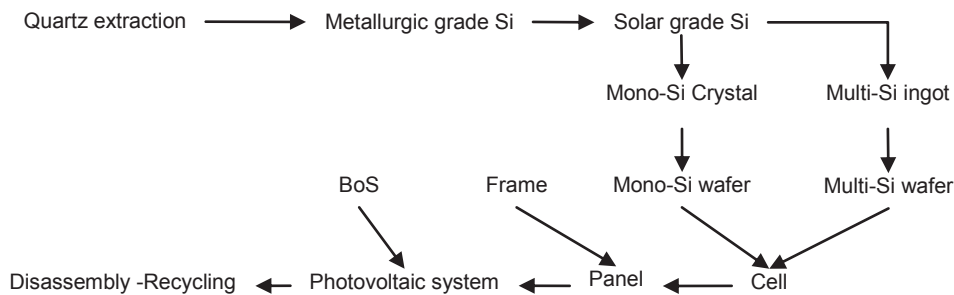 Quartz extraction Metallurgic grade Si Solar grade Si
Mono-Si Crystal Multi-Si ingot
BoS Frame Mono-Si wafer Multi-Si wafer
Disassembly -Recycling Photovoltaic system Panel Cell